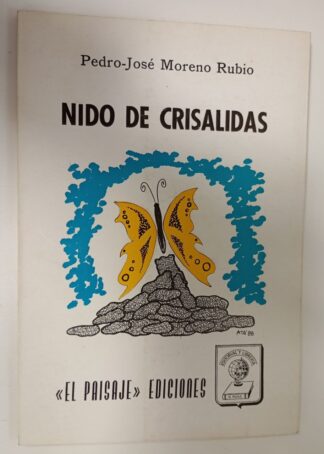 Pedro-José Moreno Rubio
NIDO DE CRISALIDAS
«EL PAISAJE» EDICIONES